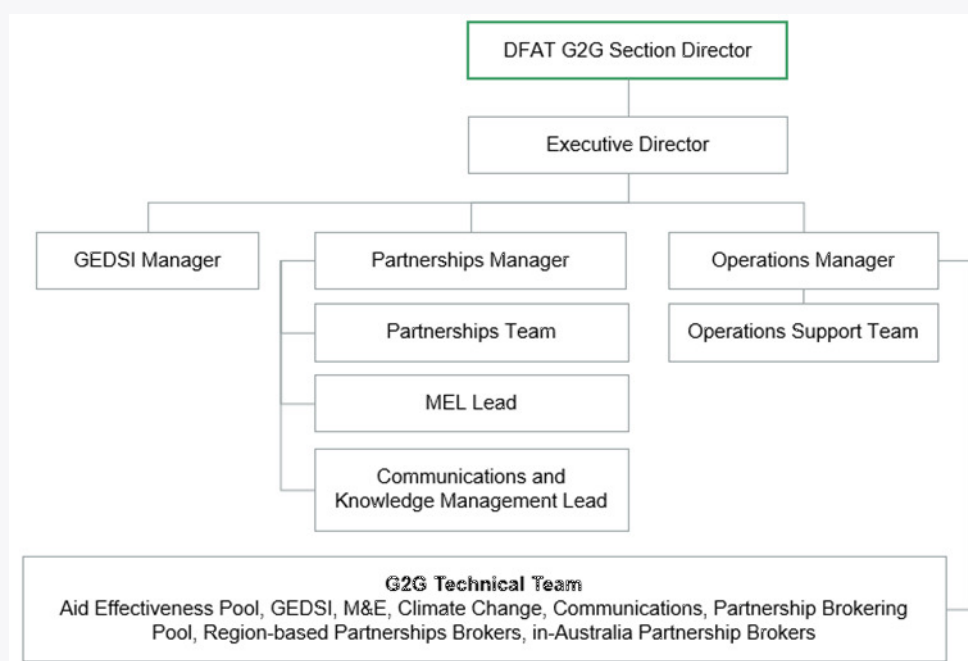 DFAT G2G Section Director
Executive Director
GEDSI Manager
Partnerships Manager
Operations Manager
Partnerships Team
Operations Support Team
MEL Lead
Communications and
Knowledge Management Lead
G2G Technical Team
Aid Effectiveness Pool, GEDSI, M&E, Climate Change, Communications, Partnership Brokering
Pool, Region-based Partnerships Brokers, in-Australia Partnership Brokers